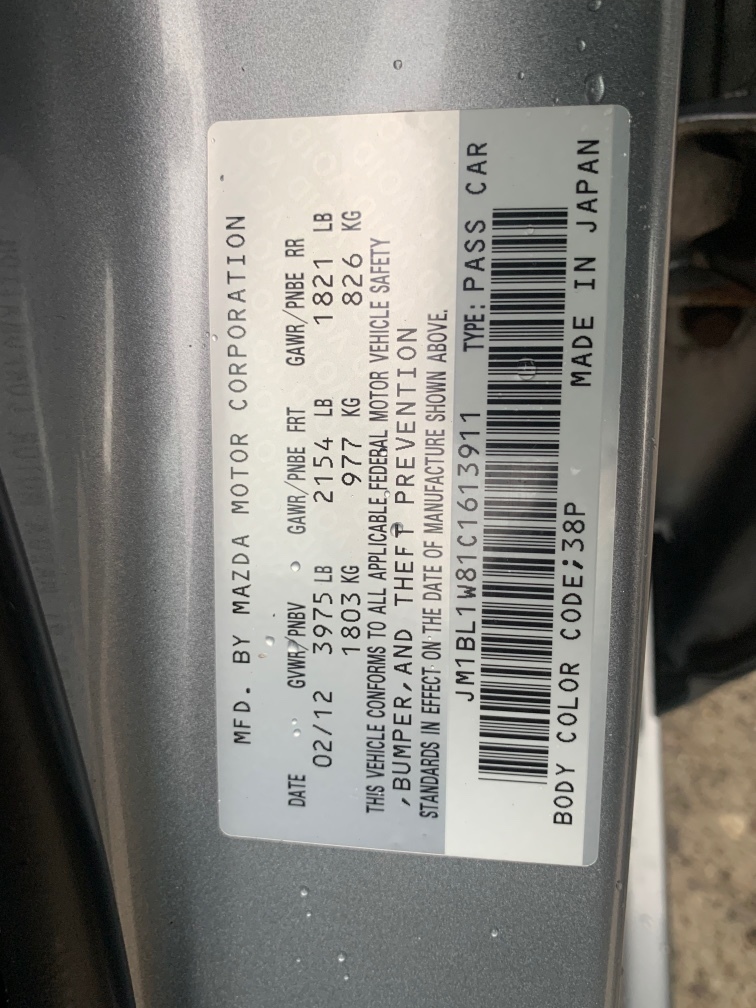 MFD. BY MAZDA MOTOR CORPORATION
DATE GVWR/PNBV GAWR/PNBE FRT GAWR/PNBE RR
02/12 3975 LB 2154 LB 1821 LB
1803 KG 977 KG 826 KG
THIS VEHICLE CONFORMS TO ALL APPLICABLE FEDERAL MOTOR VEHICLE SAFETY
,BUMPER,AND THEFT PREVENTION
STANDARDS IN EFFECT ON THE DATE OF MANUFACTURE SHOWN ABOVE.
JM1BL1W81C1613911 TYPE: PASS CAR
BODY COLOR CODE;38P MADE IN JAPAN